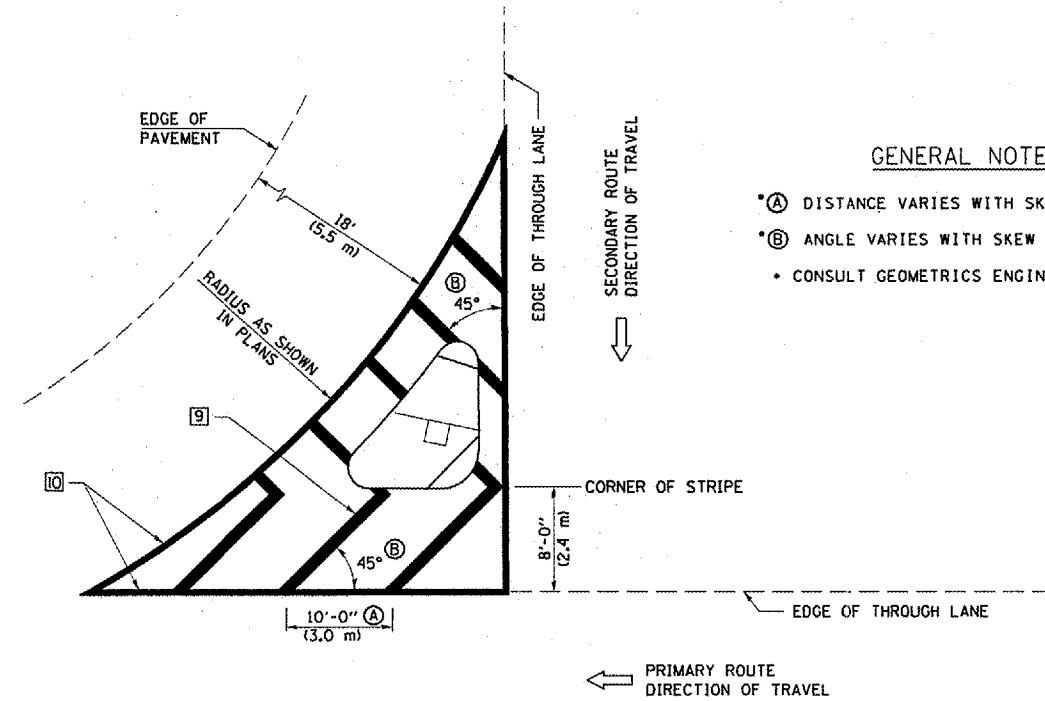 EDGE OF
PAVEMENT
18'
(5.5 m)
RADIUS AS SHOWN
IN PLANS
9
10
B
45°
EDGE OF THROUGH LANE
SECONDARY ROUTE
DIRECTION OF TRAVEL
GENERAL NOTE
*A DISTANCE VARIES WITH SK
*B ANGLE VARIES WITH SKEW
• CONSULT GEOMETRICS ENGIN
CORNER OF STRIPE
8'-0"
(2.4 m)
45° B
10'-0" A
(3.0 m)
EDGE OF THROUGH LANE
PRIMARY ROUTE
DIRECTION OF TRAVEL